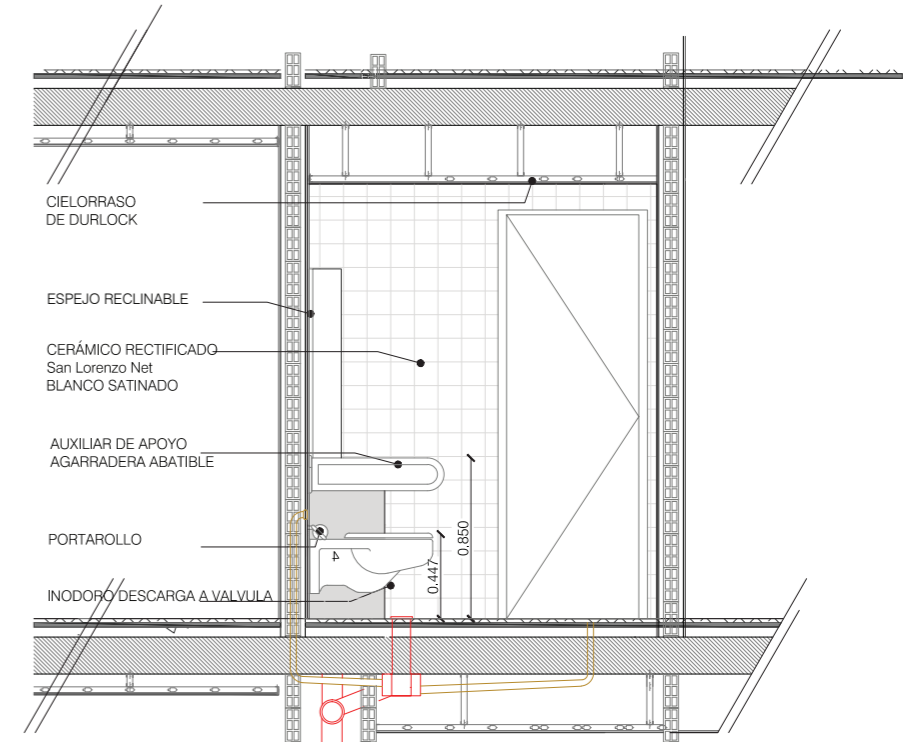 CIELORRASO
DE DURLOCK
ESPEJO RECLINABLE
CERÁMICO RECTIFICADO
San Lorenzo Net
BLANCO SATINADO
AUXILIAR DE APOYO
AGARRADERA ABATIBLE
PORTAROLLO
INODORO DESCARGA A VALVULA
0.850
0.447
4